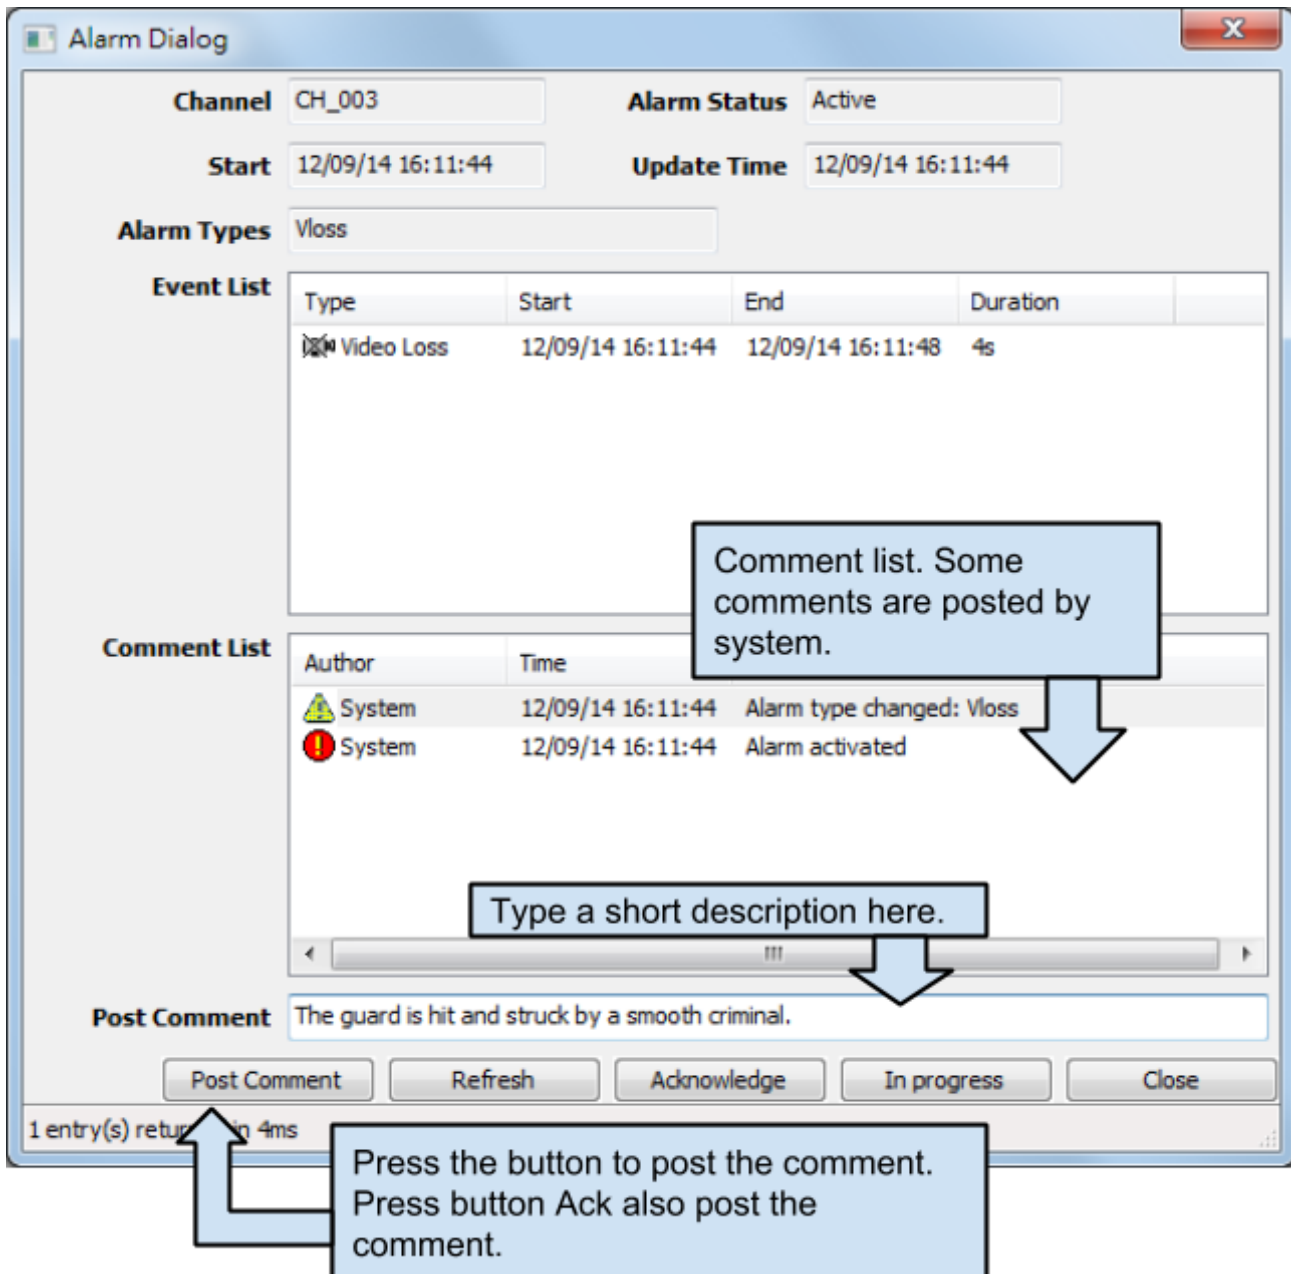 Alarm Dialog
Channel CH_003 Alarm Status Active
Start 12/09/14 16:11:44 Update Time 12/09/14 16:11:44
Alarm Types Vloss
Event List
Type Start End Duration
Video Loss 12/09/14 16:11:44 12/09/14 16:11:48 4s
Comment list. Some
comments are posted by
system.
Comment List
Author Time
System 12/09/14 16:11:44 Alarm type changed: Vloss
System 12/09/14 16:11:44 Alarm activated
Type a short description here.
Post Comment The guard is hit and struck by a smooth criminal.
Post Comment Refresh Acknowledge In progress Close
1 entry(s) in 4ms
Press the button to post the comment.
Press button Ack also post the
comment.